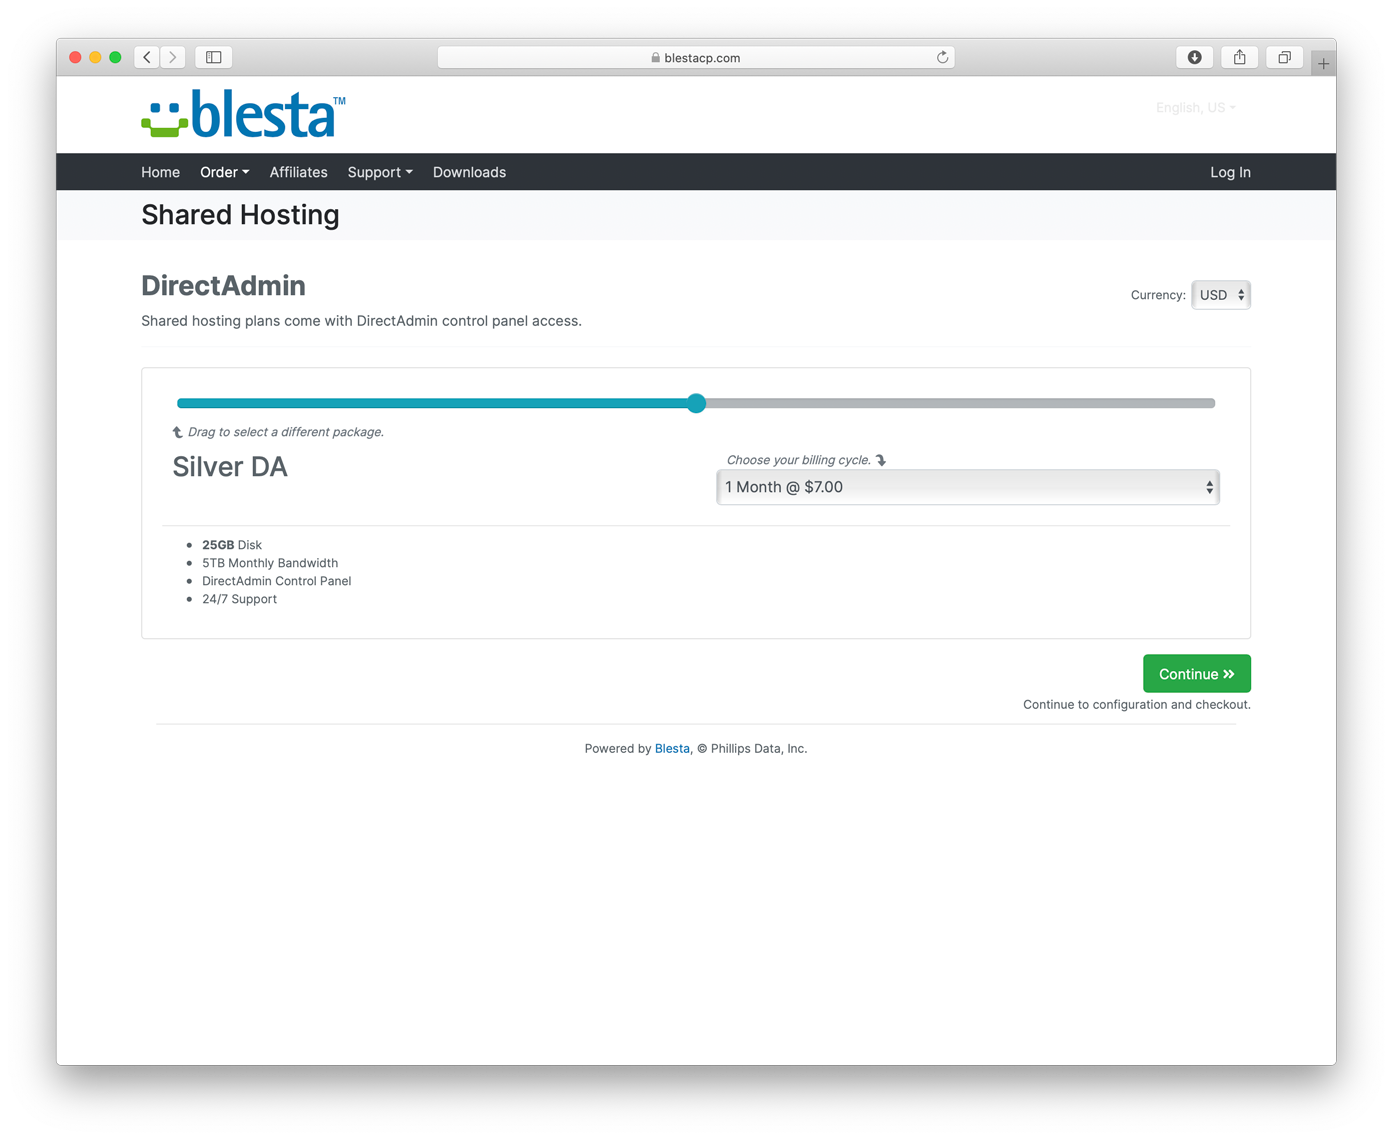 blestacp.com
blesta™
English, US
Home Order Affiliates Support Downloads Log In
Shared Hosting
DirectAdmin
Currency: USD
Shared hosting plans come with DirectAdmin control panel access.
Drag to select a different package.
Silver DA
Choose your billing cycle.
1 Month @ $7.00
25GB Disk
5TB Monthly Bandwidth
DirectAdmin Control Panel
24/7 Support
Continue »
Continue to configuration and checkout.
Powered by Blesta, © Phillips Data, Inc.